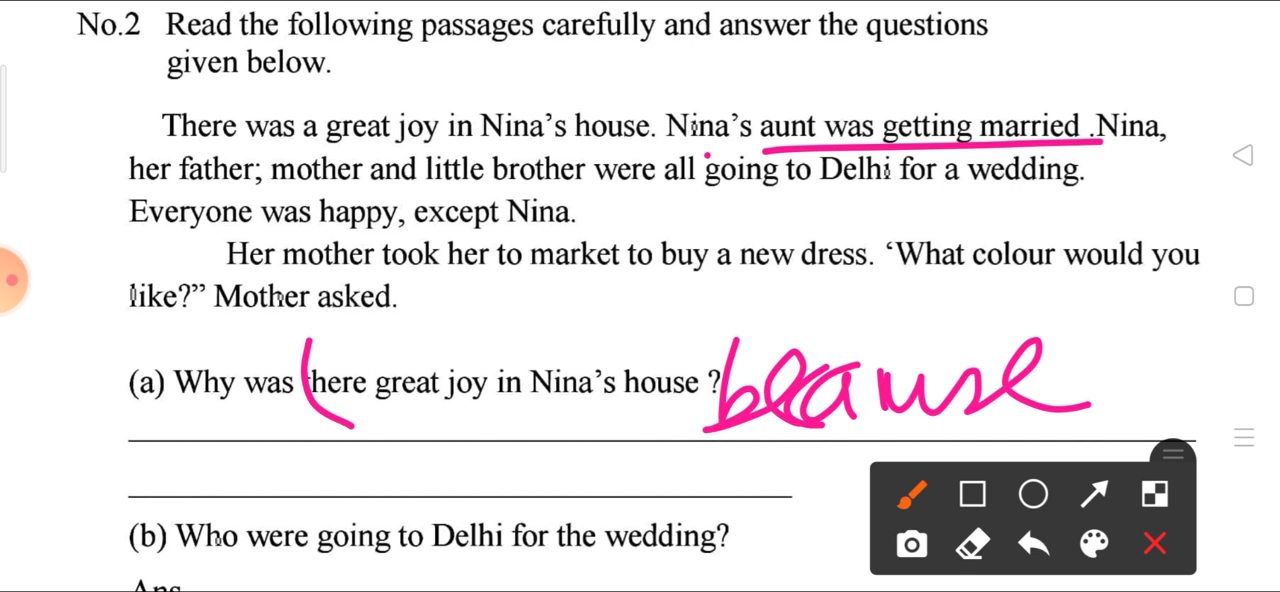 No.2 Read the following passages carefully and answer the questions
given below.
There was a great joy in Nina's house. Nina's aunt was getting married .Nina,
her father; mother and little brother were all going to Delhi for a wedding.
Everyone was happy, except Nina.
Her mother took her to market to buy a new dress. ‘What colour would you
like?” Mother asked.
(a) Why was there great joy in Nina's house ? because
(b) Who were going to Delhi for the wedding?
Ans